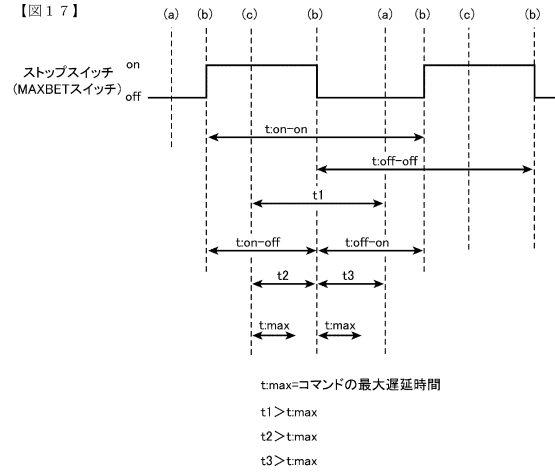 【図１７】
(a) (b) (c) (b) (a) (b) (c) (b)
ストップスイッチ on
(MAXBETスイッチ) off
t:on-on
t:off-off
t1
t:on-off t:off-on
t2 t3
t:max t:max
t:max=コマンドの最大遅延時間
t1＞t:max
t2＞t:max
t3＞t:max